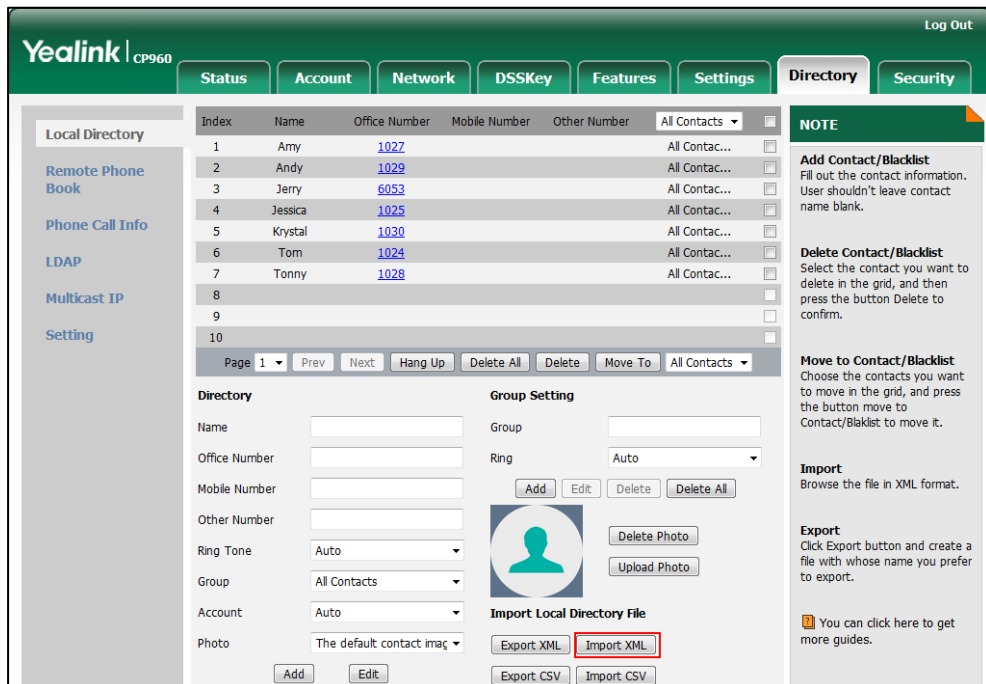 Log Out
Yealink CP960
Status Account Network DSSKey Features Settings Directory Security
Local Directory
Remote Phone
Book
Phone Call Info
LDAP
Multicast IP
Setting
Index Name Office Number Mobile Number Other Number All Contacts
1 Amy 1027 All Contac...
2 Andy 1029 All Contac...
3 Jerry 6053 All Contac...
4 Jessica 1025 All Contac...
5 Krystal 1030 All Contac...
6 Tom 1024 All Contac...
7 Tonny 1028 All Contac...
8
9
10
Page 1 Prev Next Hang Up Delete All Delete Move To All Contacts
Directory
Name
Office Number
Mobile Number
Other Number
Ring Tone Auto
Group All Contacts
Account Auto
Photo The default contact imag
Add Edit
Group Setting
Group
Ring Auto
Add Edit Delete Delete All
Delete Photo
Upload Photo
Import Local Directory File
Export XML Import XML
Export CSV Import CSV
NOTE
Add Contact/Blacklist
Fill out the contact information.
User shouldn't leave contact
name blank.
Delete Contact/Blacklist
Select the contact you want to
delete in the grid, and then
press the button Delete to
confirm.
Move to Contact/Blacklist
Choose the contacts you want
to move in the grid, and press
the button move to
Contact/Blaklist to move it.
Import
Browse the file in XML format.
Export
Click Export button and create a
file with whose name you prefer
to export.
? You can click here to get
more guides.